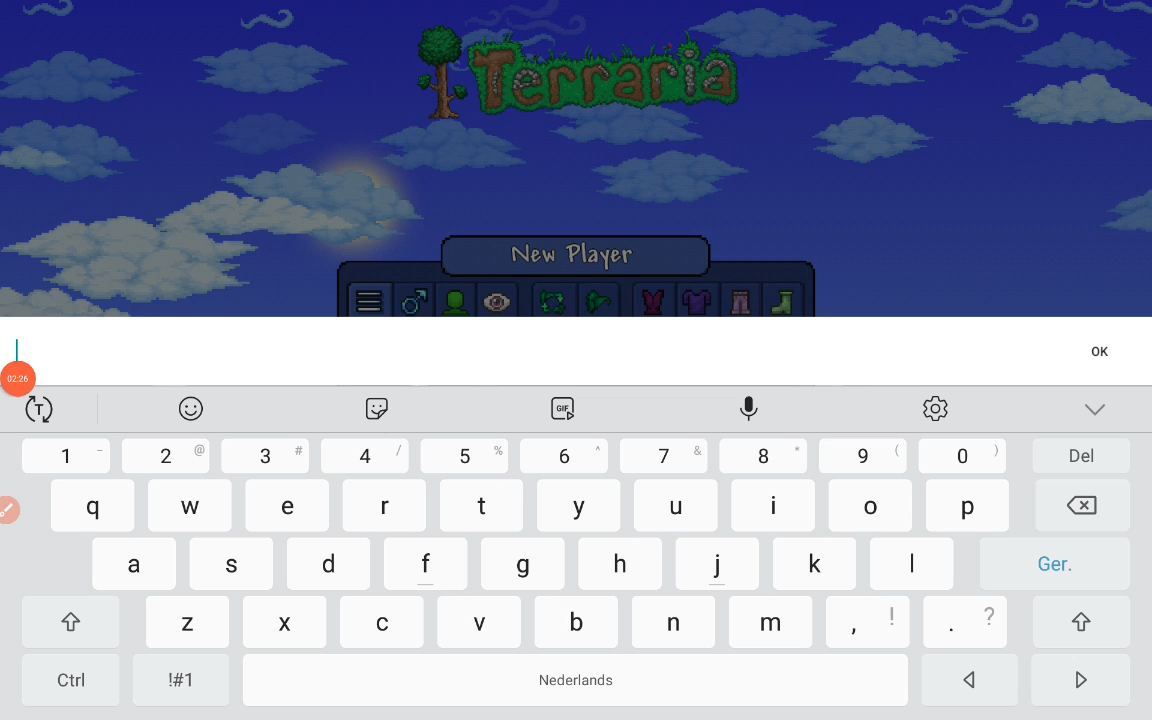 Terraria
New Player
OK
02:26
T
GIF
1 _ 2 @ 3 # 4 / 5 % 6 ^ 7 & 8 * 9 ( 0 ) Del
q w e r t y u i o p
a s d f g h j k l Ger.
z x c v b n m , ! . ?
Ctrl !#1 Nederlands